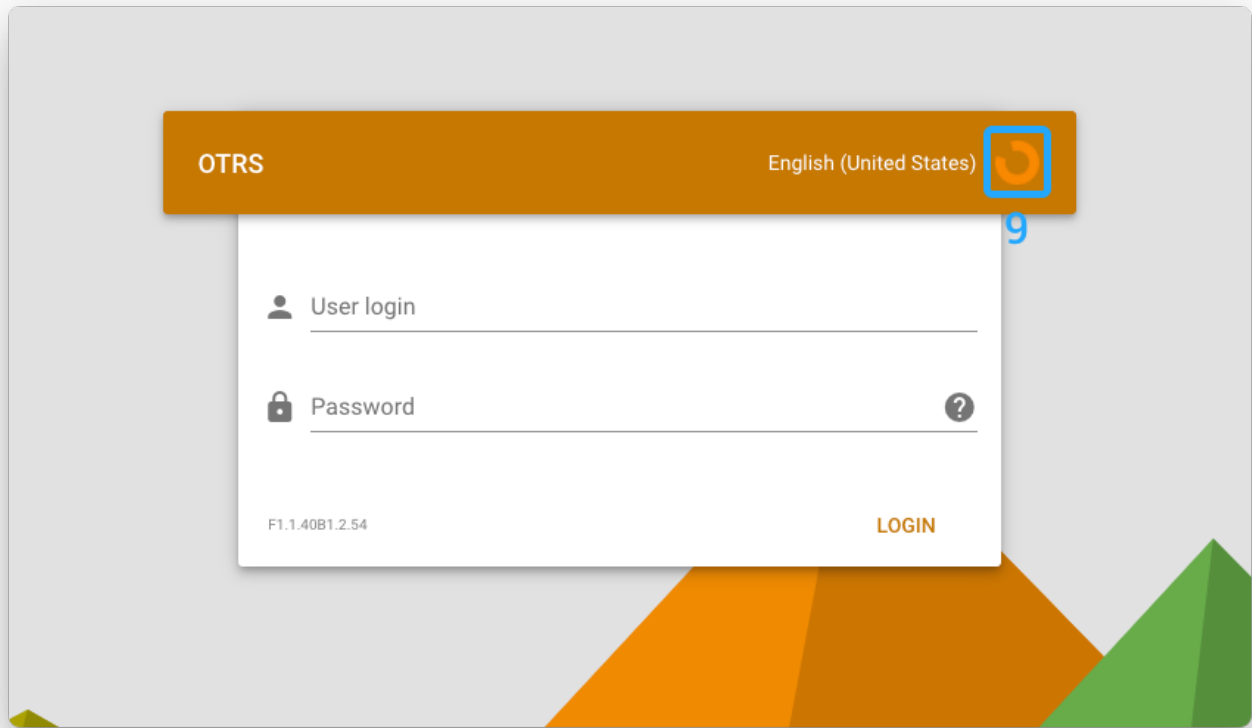 OTRS
English (United States)
9
User login
Password
F1.1.40B1.2.54
LOGIN